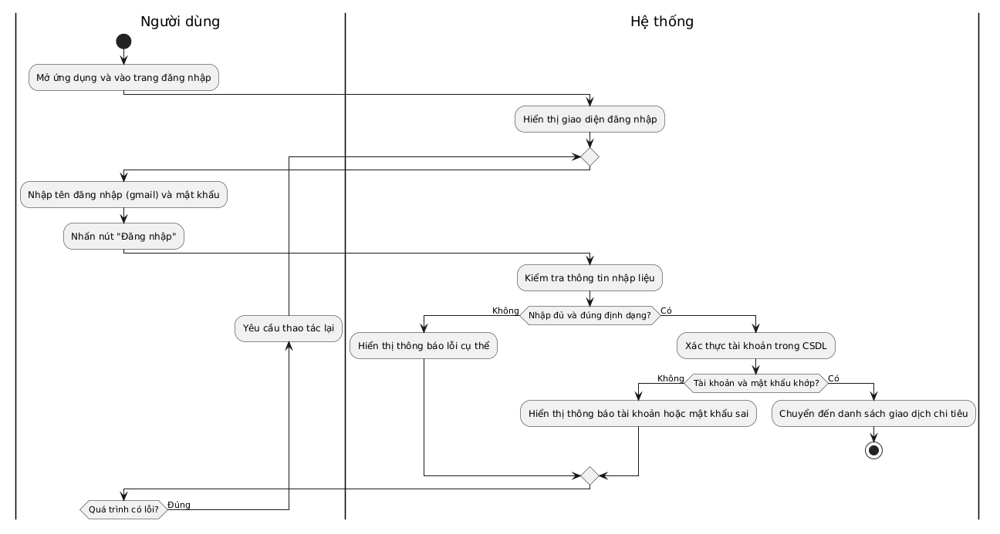 Người dùng
Hệ thống
Mở ứng dụng và vào trang đăng nhập
Hiển thị giao diện đăng nhập
Nhập tên đăng nhập (gmail) và mật khẩu
Nhấn nút "Đăng nhập"
Kiểm tra thông tin nhập liệu
Không
Nhập đủ và đúng định dạng?
Có
Yêu cầu thao tác lại
Hiển thị thông báo lỗi cụ thể
Xác thực tài khoản trong CSDL
Không
Tài khoản và mật khẩu khớp?
Có
Hiển thị thông báo tài khoản hoặc mật khẩu sai
Chuyển đến danh sách giao dịch chi tiêu
Quá trình có lỗi?
Đúng